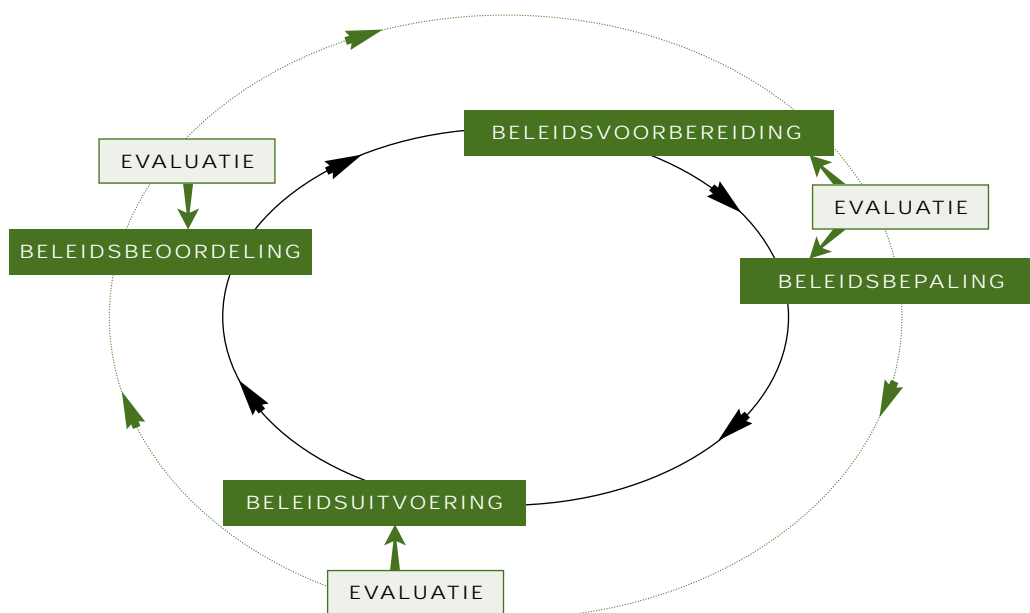 BELEIDSVOORBEREIDING
EVALUATIE
EVALUATIE
BELEIDSBEOORDELING
BELEIDSBEPALING
BELEIDSUITVOERING
EVALUATIE